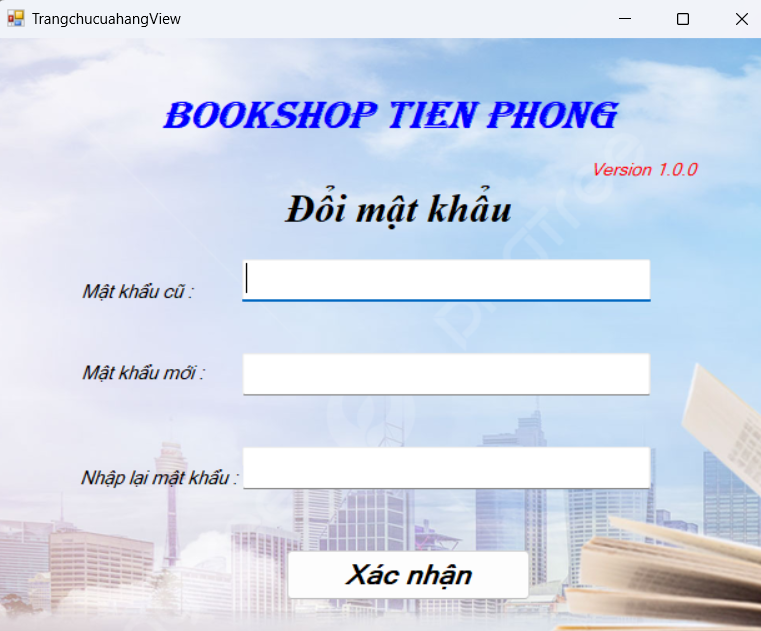 TrangchucuahangView
BOOKSHOP TIEN PHONG
Version 1.0.0
Đổi mật khẩu
Mật khẩu cũ :
Mật khẩu mới :
Nhập lại mật khẩu :
Xác nhận